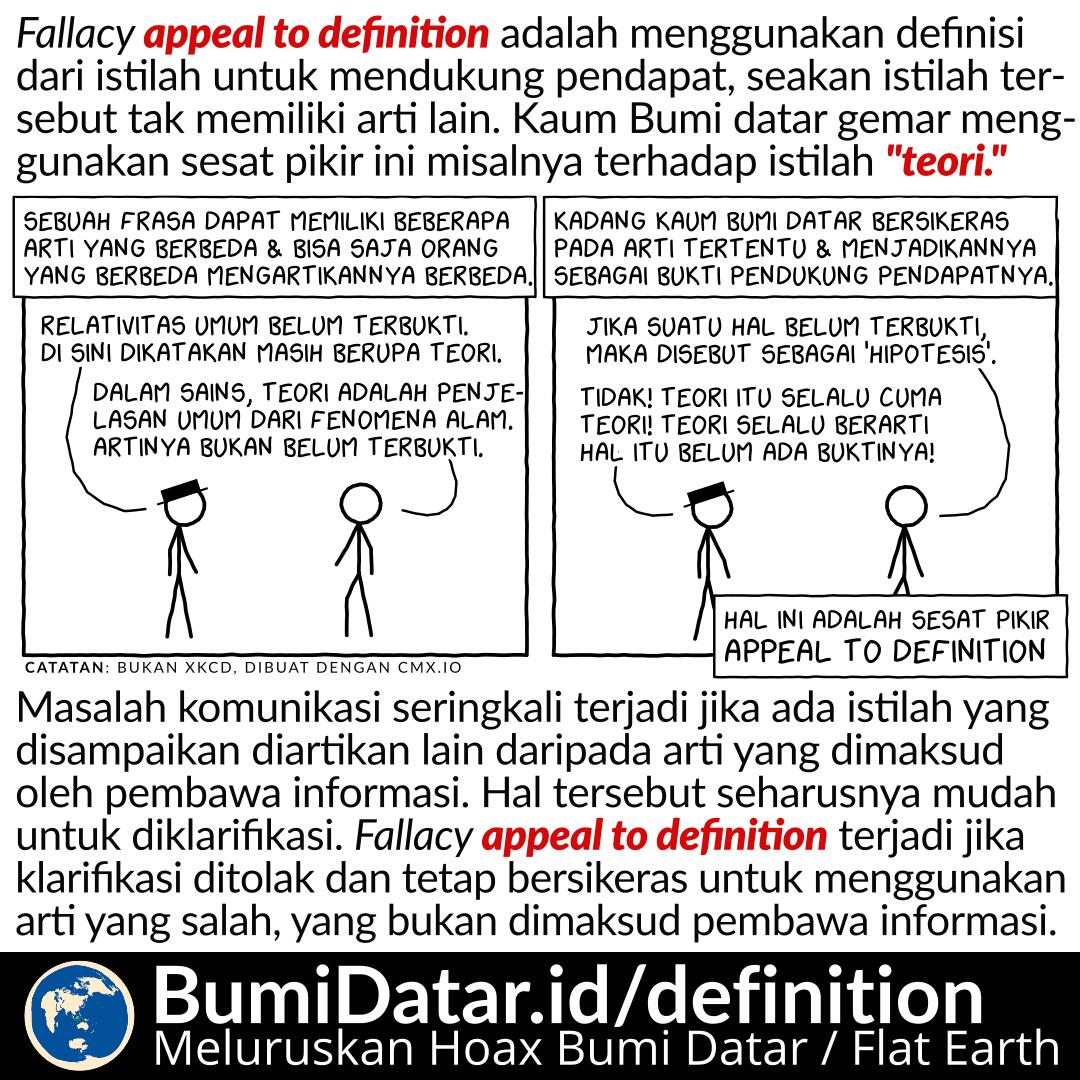 Fallacy appeal to definition adalah menggunakan definisi
dari istilah untuk mendukung pendapat, seakan istilah ter-
sebut tak memiliki arti lain. Kaum Bumi datar gemar meng-
gunakan sesat pikir ini misalnya terhadap istilah "teori."
SEBUAH FRASA DAPAT MEMILIKI BEBERAPA
ARTI YANG BERBEDA & BISA SAJA ORANG
YANG BERBEDA MENGARTIKANNYA BERBEDA.
RELATIVITAS UMUM BELUM TERBUKTI.
DI SINI DIKATAKAN MASIH BERUPA TEORI.
DALAM SAINS, TEORI ADALAH PENJE-
LASAN UMUM DARI FENOMENA ALAM.
ARTINYA BUKAN BELUM TERBUKTI.
KADANG KAUM BUMI DATAR BERSIKERAS
PADA ARTI TERTENTU & MENJADIKANNYA
SEBAGAI BUKTI PENDUKUNG PENDAPATNYA.
JIKA SUATU HAL BELUM TERBUKTI,
MAKA DISEBUT SEBAGAI 'HIPOTESIS'.
TIDAK! TEORI ITU SELALU CUMA
TEORI! TEORI SELALU BERARTI
HAL ITU BELUM ADA BUKTINYA!
HAL INI ADALAH SESAT PIKIR
APPEAL TO DEFINITION
CATATAN: BUKAN XKCD, DIBUAT DENGAN CMX.IO
Masalah komunikasi seringkali terjadi jika ada istilah yang
disampaikan diartikan lain daripada arti yang dimaksud
oleh pembawa informasi. Hal tersebut seharusnya mudah
untuk diklarifikasi. Fallacy appeal to definition terjadi jika
klarifikasi ditolak dan tetap bersikeras untuk menggunakan
arti yang salah, yang bukan dimaksud pembawa informasi.
BumiDatar.id/definition
Meluruskan Hoax Bumi Datar / Flat Earth